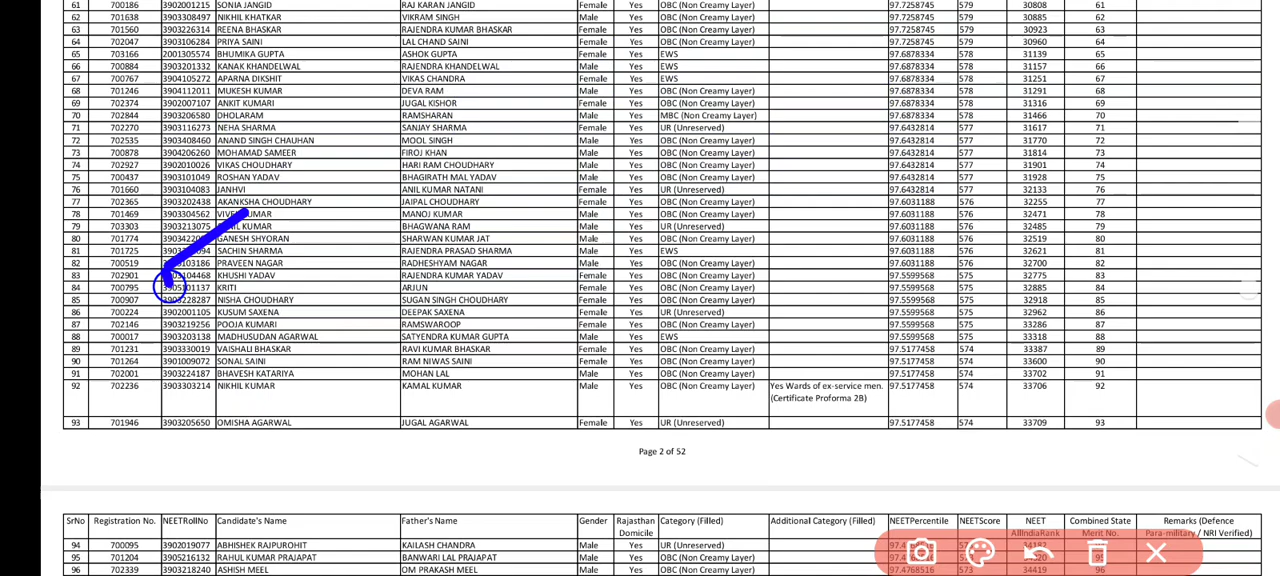 61 700186 3902001215 SONIA JANGID RAJ KARAN JANGID Female Yes OBC (Non Creamy Layer) 97.7258745 579 30808 61
62 701638 3903308497 NIKHIL KHATKAR VIKRAM SINGH Male Yes OBC (Non Creamy Layer) 97.7258745 579 30885 62
63 701560 3903226314 REENA BHASKAR RAJENDRA KUMAR BHASKAR Female Yes OBC (Non Creamy Layer) 97.7258745 579 30923 63
64 702047 3903106284 PRIYA SAINI LAL CHAND SAINI Female Yes OBC (Non Creamy Layer) 97.7258745 579 30960 64
65 703166 2001305574 BHUMIKA GUPTA ASHOK GUPTA Female Yes EWS 97.6878334 578 31139 65
66 700884 3903201332 KANAK KHANDELWAL RAJENDRA KHANDELWAL Male Yes EWS 97.6878334 578 31157 66
67 700767 3904105272 APARNA DIKSHIT VIKAS CHANDRA Female Yes EWS 97.6878334 578 31251 67
68 701246 3904112011 MUKESH KUMAR DEVA RAM Male Yes OBC (Non Creamy Layer) 97.6878334 578 31291 68
69 702374 3902007107 ANKIT KUMARI JUGAL KISHOR Female Yes OBC (Non Creamy Layer) 97.6878334 578 31316 69
70 702844 3903206580 DHOLARAM RAMSHARAN Male Yes MBC (Non Creamy Layer) 97.6878334 578 31466 70
71 702270 3903116273 NEHA SHARMA SANJAY SHARMA Female Yes UR (Unreserved) 97.6432814 577 31617 71
72 702535 3903408460 ANAND SINGH CHAUHAN MOOL SINGH Male Yes OBC (Non Creamy Layer) 97.6432814 577 31770 72
73 700878 3904206260 MOHAMAD SAMEER FIROJ KHAN Male Yes OBC (Non Creamy Layer) 97.6432814 577 31814 73
74 702927 3902010026 VIKAS CHOUDHARY HARI RAM CHOUDHARY Male Yes OBC (Non Creamy Layer) 97.6432814 577 31901 74
75 700437 3903101049 ROSHAN YADAV BHAGIRATH MAL YADAV Male Yes OBC (Non Creamy Layer) 97.6432814 577 31928 75
76 701660 3903104083 JANHVI ANIL KUMAR NATANI Female Yes UR (Unreserved) 97.6432814 577 32133 76
77 702365 3903202438 AKANKSHA CHOUDHARY JAIPAL CHOUDHARY Female Yes OBC (Non Creamy Layer) 97.6031188 576 32255 77
78 701469 3903304562 MANOJ KUMAR Male Yes OBC (Non Creamy Layer) 97.6031188 576 32471 78
79 703303 3903213075 KUMAR BHAGWANA RAM Male Yes UR (Unreserved) 97.6031188 576 32485 79
80 701774 GANESH SHYORAN SHARWAN KUMAR JAT Male Yes OBC (Non Creamy Layer) 97.6031188 576 32519 80
81 701725 SACHIN SHARMA RAJENDRA PRASAD SHARMA Male Yes EWS 97.6031188 576 32621 81
82 700519 PRAVEEN NAGAR RADHESHYAM NAGAR Male Yes OBC (Non Creamy Layer) 97.6031188 576 32700 82
83 702901 KHUSHI YADAV RAJENDRA KUMAR YADAV Female Yes OBC (Non Creamy Layer) 97.5599568 575 32775 83
84 700795 3905101137 KRITI ARJUN Female Yes OBC (Non Creamy Layer) 97.5599568 575 32885 84
85 700907 3903228287 NISHA CHOUDHARY SUGAN SINGH CHOUDHARY Female Yes OBC (Non Creamy Layer) 97.5599568 575 32918 85
86 700224 3902001105 KUSUM SAXENA DEEPAK SAXENA Female Yes UR (Unreserved) 97.5599568 575 32962 86
87 702146 3903219256 POOJA KUMARI RAMSWAROOP Female Yes OBC (Non Creamy Layer) 97.5599568 575 33286 87
88 700017 3903203138 MADHUSUDAN AGARWAL SATYENDRA KUMAR GUPTA Male Yes EWS 97.5599568 575 33318 88
89 701231 3903330019 VAISHALI BHASKAR RAVI KUMAR BHASKAR Female Yes OBC (Non Creamy Layer) 97.5177458 574 33387 89
90 701264 3901009072 SONAL SAINI RAM NIWAS SAINI Female Yes OBC (Non Creamy Layer) 97.5177458 574 33600 90
91 702001 3903224187 BHAVESH KATARIYA MOHAN LAL Male Yes OBC (Non Creamy Layer) 97.5177458 574 33702 91
92 702236 3903303214 NIKHIL KUMAR KAMAL KUMAR Male Yes OBC (Non Creamy Layer) Yes Wards of ex-service men. 97.5177458 574 33706 92
(Certificate Proforma 2B)
93 701946 3903205650 OMISHA AGARWAL JUGAL AGARWAL Female Yes UR (Unreserved) 97.5177458 574 33709 93
Page 2 of 52
SrNo Registration No. NEETRollNo Candidate's Name Father's Name Gender Rajasthan Category (Filled) Additional Category (Filled) NEETPercentile NEETScore NEET Combined State Remarks (Defence
Domicile AllIndiaRank Merit No. Para-military / NRI Verified)
94 700095 3902019077 ABHISHEK RAJPUROHIT KAILASH CHANDRA Male Yes UR (Unreserved)
95 701204 3905216132 RAHUL KUMAR PRAJAPAT BANWARI LAL PRAJAPAT Male Yes OBC (Non Creamy Layer)
96 702339 3903218240 ASHISH MEEL OM PRAKASH MEEL Male Yes OBC (Non Creamy Layer) 97.4768516 573 34419 96